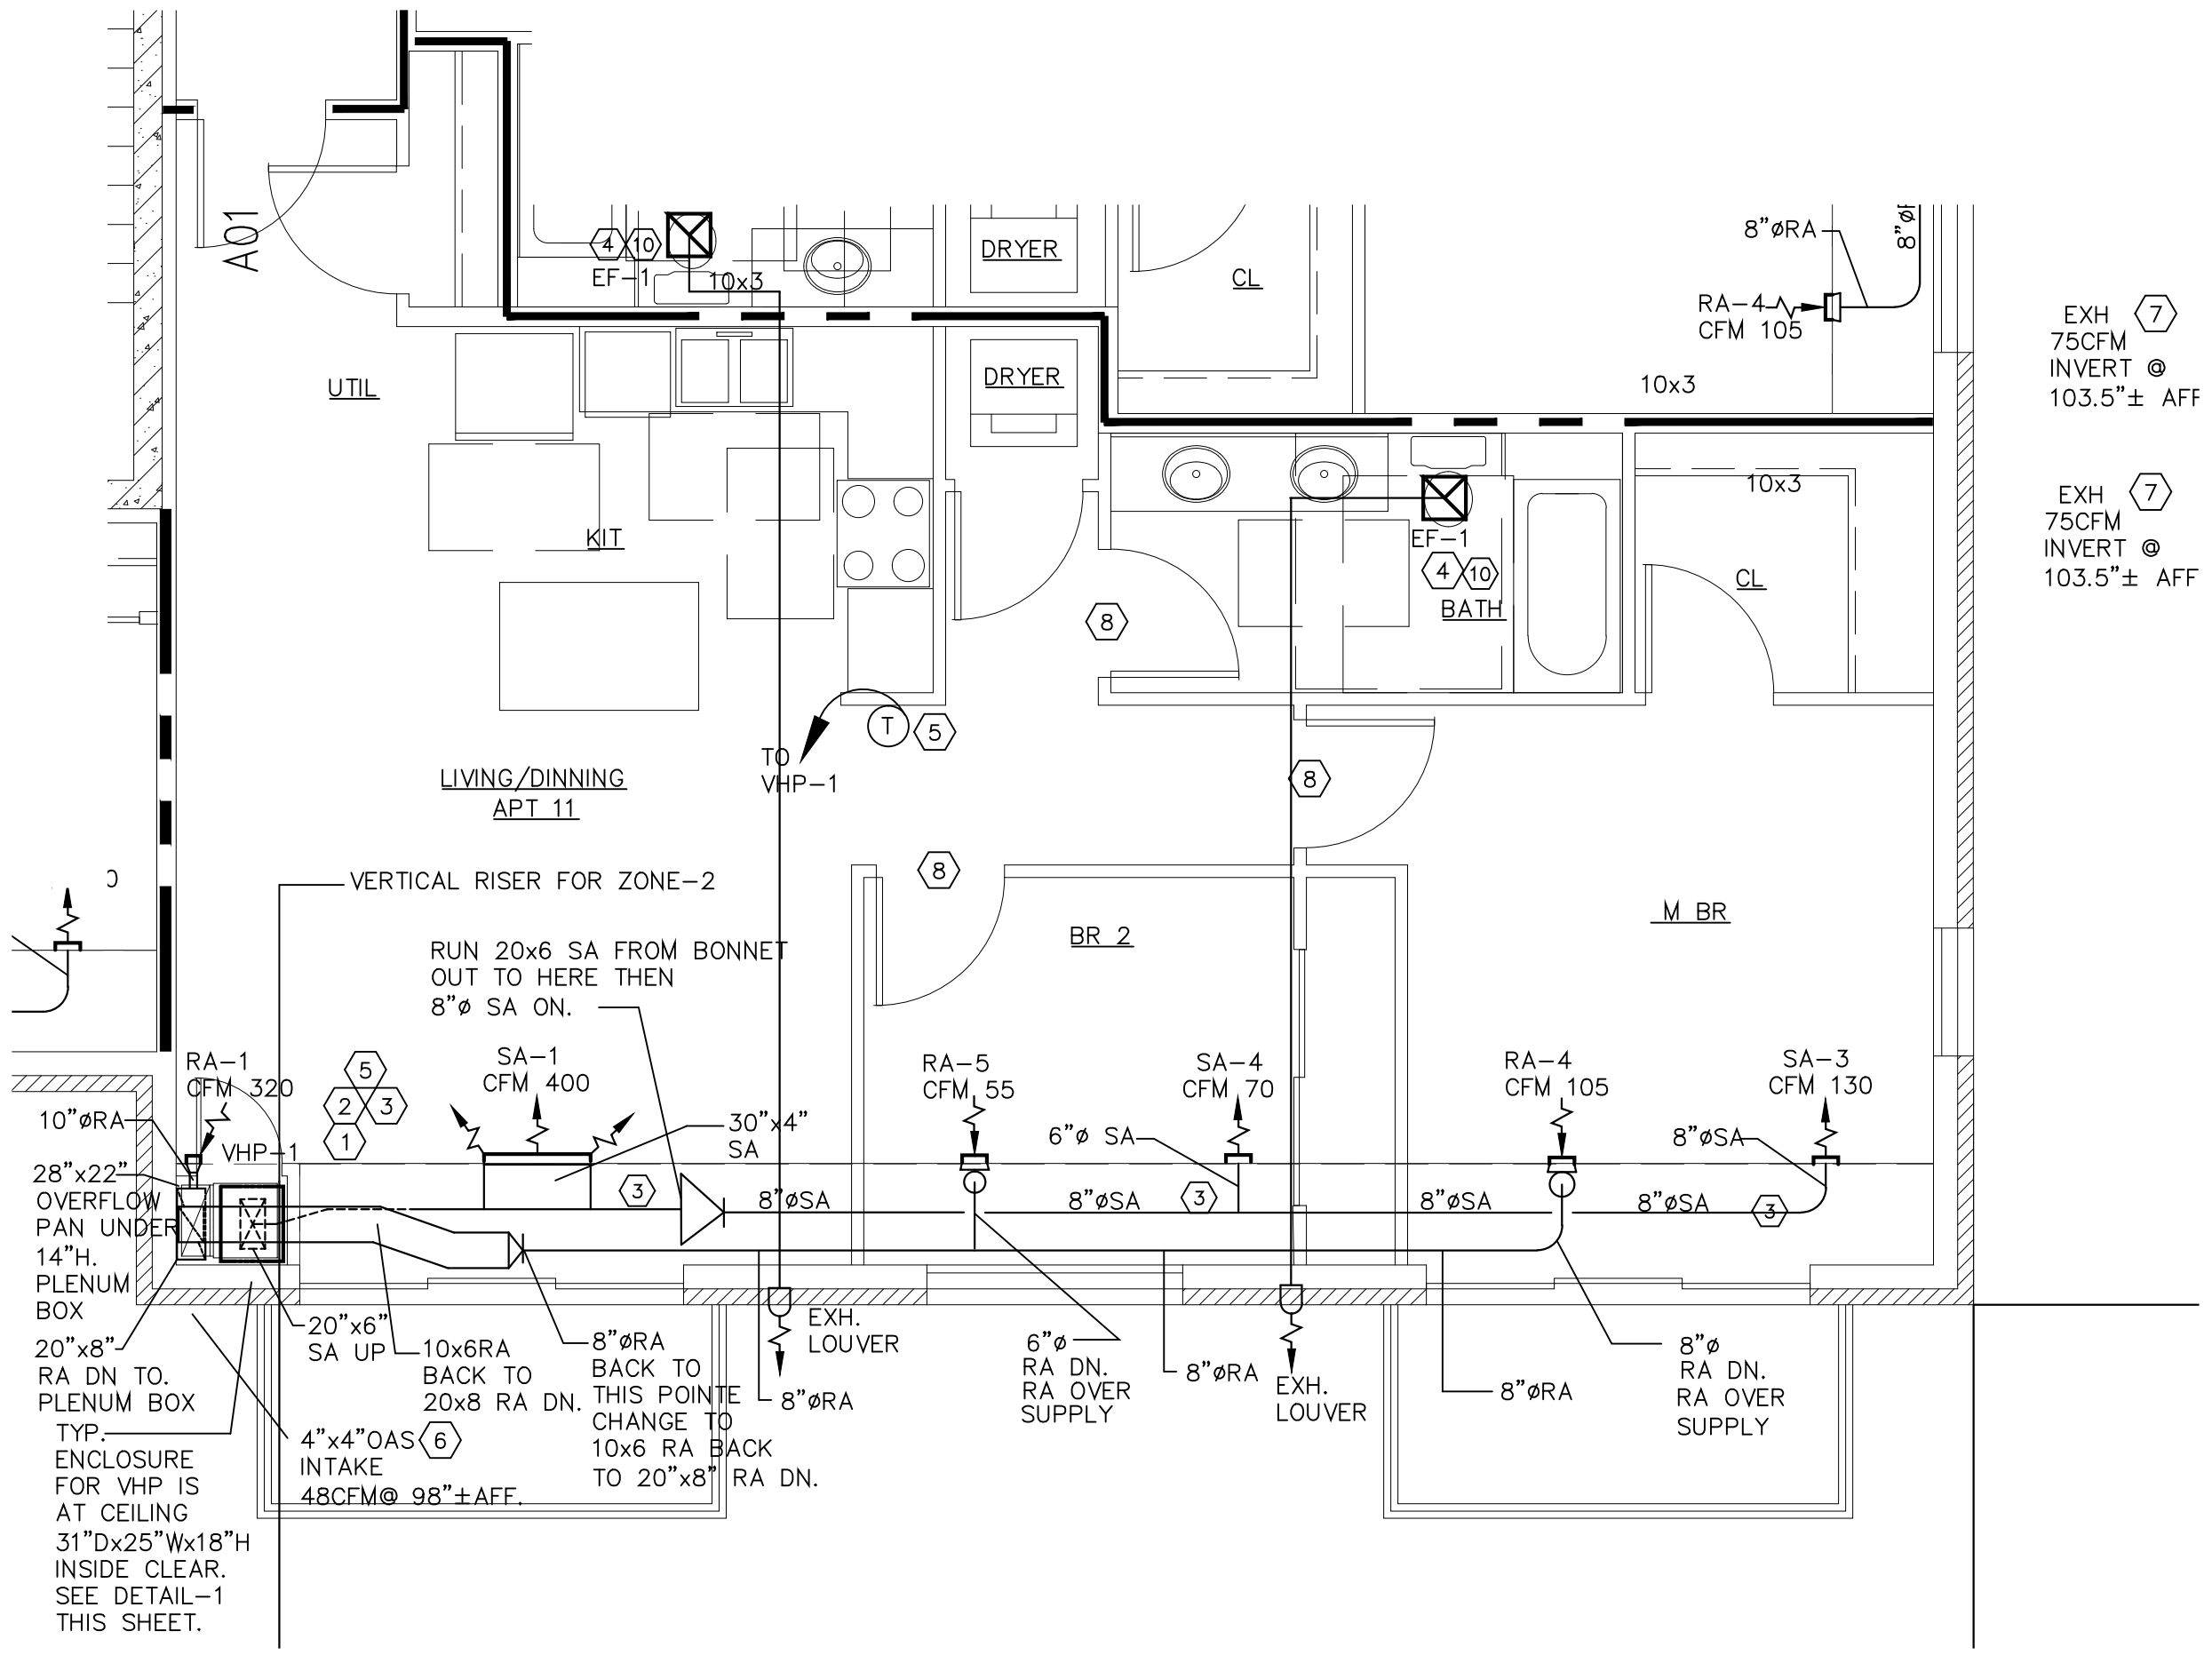 A01
4
10
EF-1
10x3
DRYER
CL
8"øRA
RA-4
CFM 105
10x3
EXH 7
75CFM
INVERT @
103.5"± AFF
UTIL
DRYER
KIT
EF-1
4
10
BATH
10x3
CL
EXH 7
75CFM
INVERT @
103.5"± AFF
8
T
5
TO
VHP-1
8
LIVING/DINNING
APT 11
8
VERTICAL RISER FOR ZONE-2
RUN 20x6 SA FROM BONNET
OUT TO HERE THEN
8"ø SA ON.
BR 2
M BR
RA-1
CFM 320
5
2
3
1
SA-1
CFM 400
RA-5
CFM 55
SA-4
CFM 70
RA-4
CFM 105
SA-3
CFM 130
10"øRA
VHP-1
30"x4"
SA
6"ø SA
8"øSA
28"x22"
OVERFLOW
PAN UNDER
14"H.
PLENUM
BOX
3
8"øSA
8"øSA
3
8"øSA
8"øSA
3
20"x8"
RA DN TO.
PLENUM BOX
20"x6"
SA UP
10x6RA
BACK TO
20x8 RA DN.
8"øRA
BACK TO
THIS POINTE
CHANGE TO
10x6 RA BACK
TO 20"x8" RA DN.
EXH.
LOUVER
8"øRA
6"ø
RA DN.
RA OVER
SUPPLY
8"øRA
EXH.
LOUVER
8"øRA
8"ø
RA DN.
RA OVER
SUPPLY
TYP.
ENCLOSURE
FOR VHP IS
AT CEILING
31"Dx25"Wx18"H
INSIDE CLEAR.
SEE DETAIL-1
THIS SHEET.
4"x4"OAS 6
INTAKE
48CFM@ 98"±AFF.